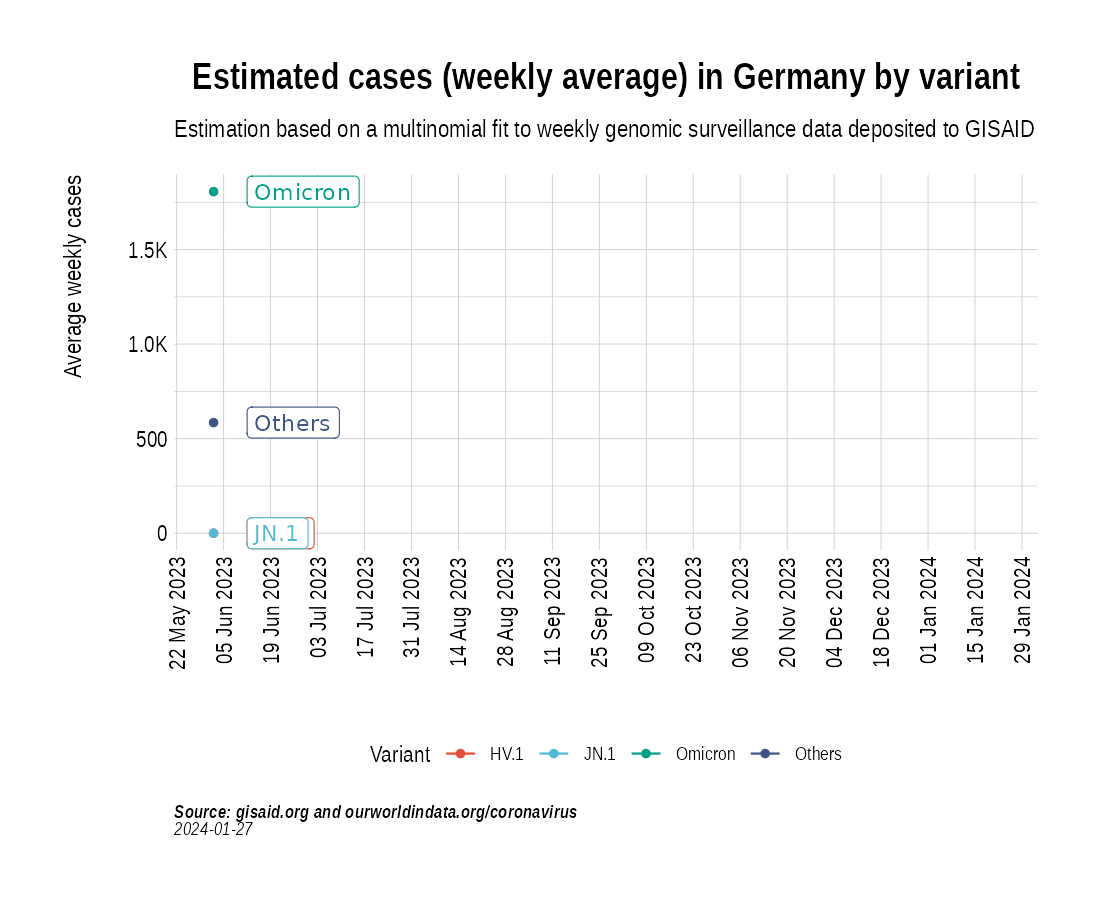 Estimated cases (weekly average) in Germany by variant
Estimation based on a multinomial fit to weekly genomic surveillance data deposited to GISAID
Average weekly cases
1.5K
1.0K
500
0
Omicron
Others
JN.1
22 May 2023
05 Jun 2023
19 Jun 2023
03 Jul 2023
17 Jul 2023
31 Jul 2023
14 Aug 2023
28 Aug 2023
11 Sep 2023
25 Sep 2023
09 Oct 2023
23 Oct 2023
06 Nov 2023
20 Nov 2023
04 Dec 2023
18 Dec 2023
01 Jan 2024
15 Jan 2024
29 Jan 2024
Variant HV.1 JN.1 Omicron Others
Source: gisaid.org and ourworldindata.org/coronavirus
2024-01-27